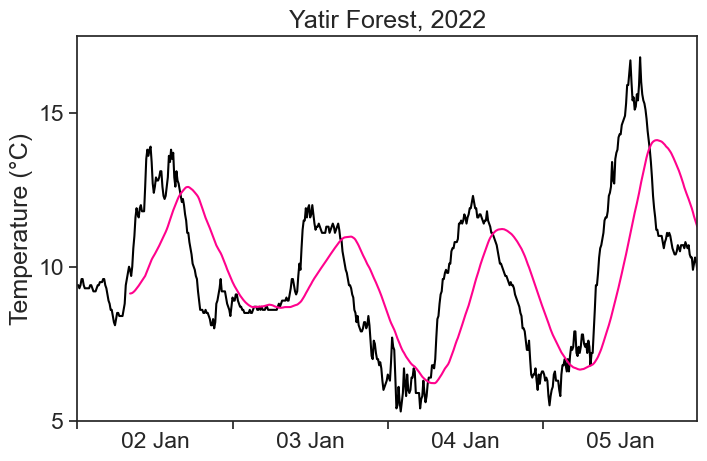 Yatir Forest, 2022
Temperature (°C)
15
10
5
02 Jan
03 Jan
04 Jan
05 Jan